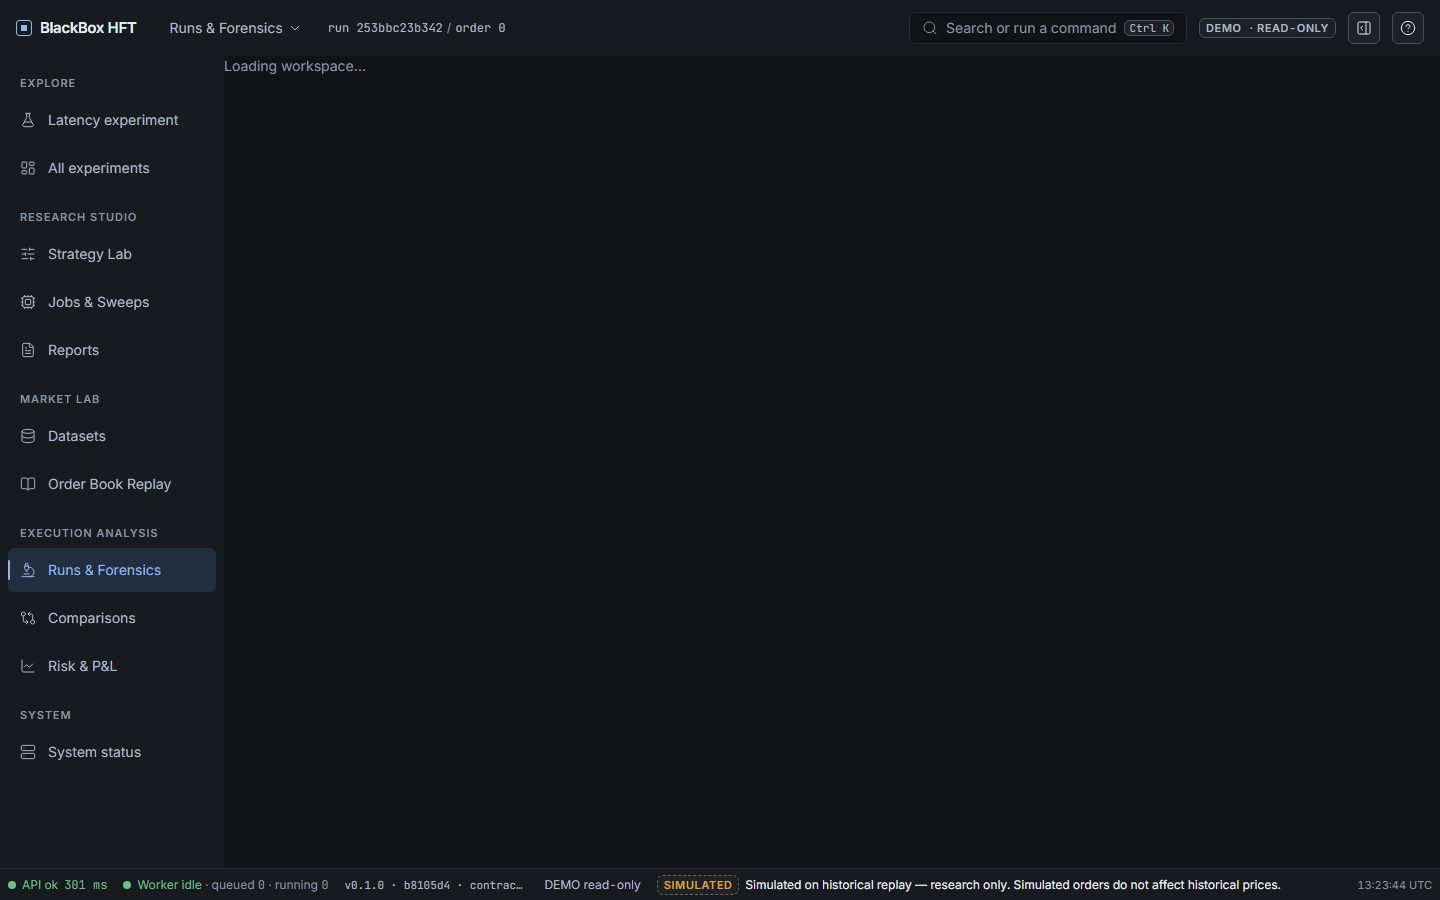 BlackBox HFT Runs & Forensics run 253bbc23b342 / order 0 Search or run a command Ctrl K DEMO · READ-ONLY
Loading workspace...
EXPLORE
Latency experiment
All experiments
RESEARCH STUDIO
Strategy Lab
Jobs & Sweeps
Reports
MARKET LAB
Datasets
Order Book Replay
EXECUTION ANALYSIS
Runs & Forensics
Comparisons
Risk & P&L
SYSTEM
System status
API ok 301 ms Worker idle · queued 0 · running 0 v0.1.0 · b8105d4 · contrac… DEMO read-only SIMULATED Simulated on historical replay — research only. Simulated orders do not affect historical prices. 13:23:44 UTC